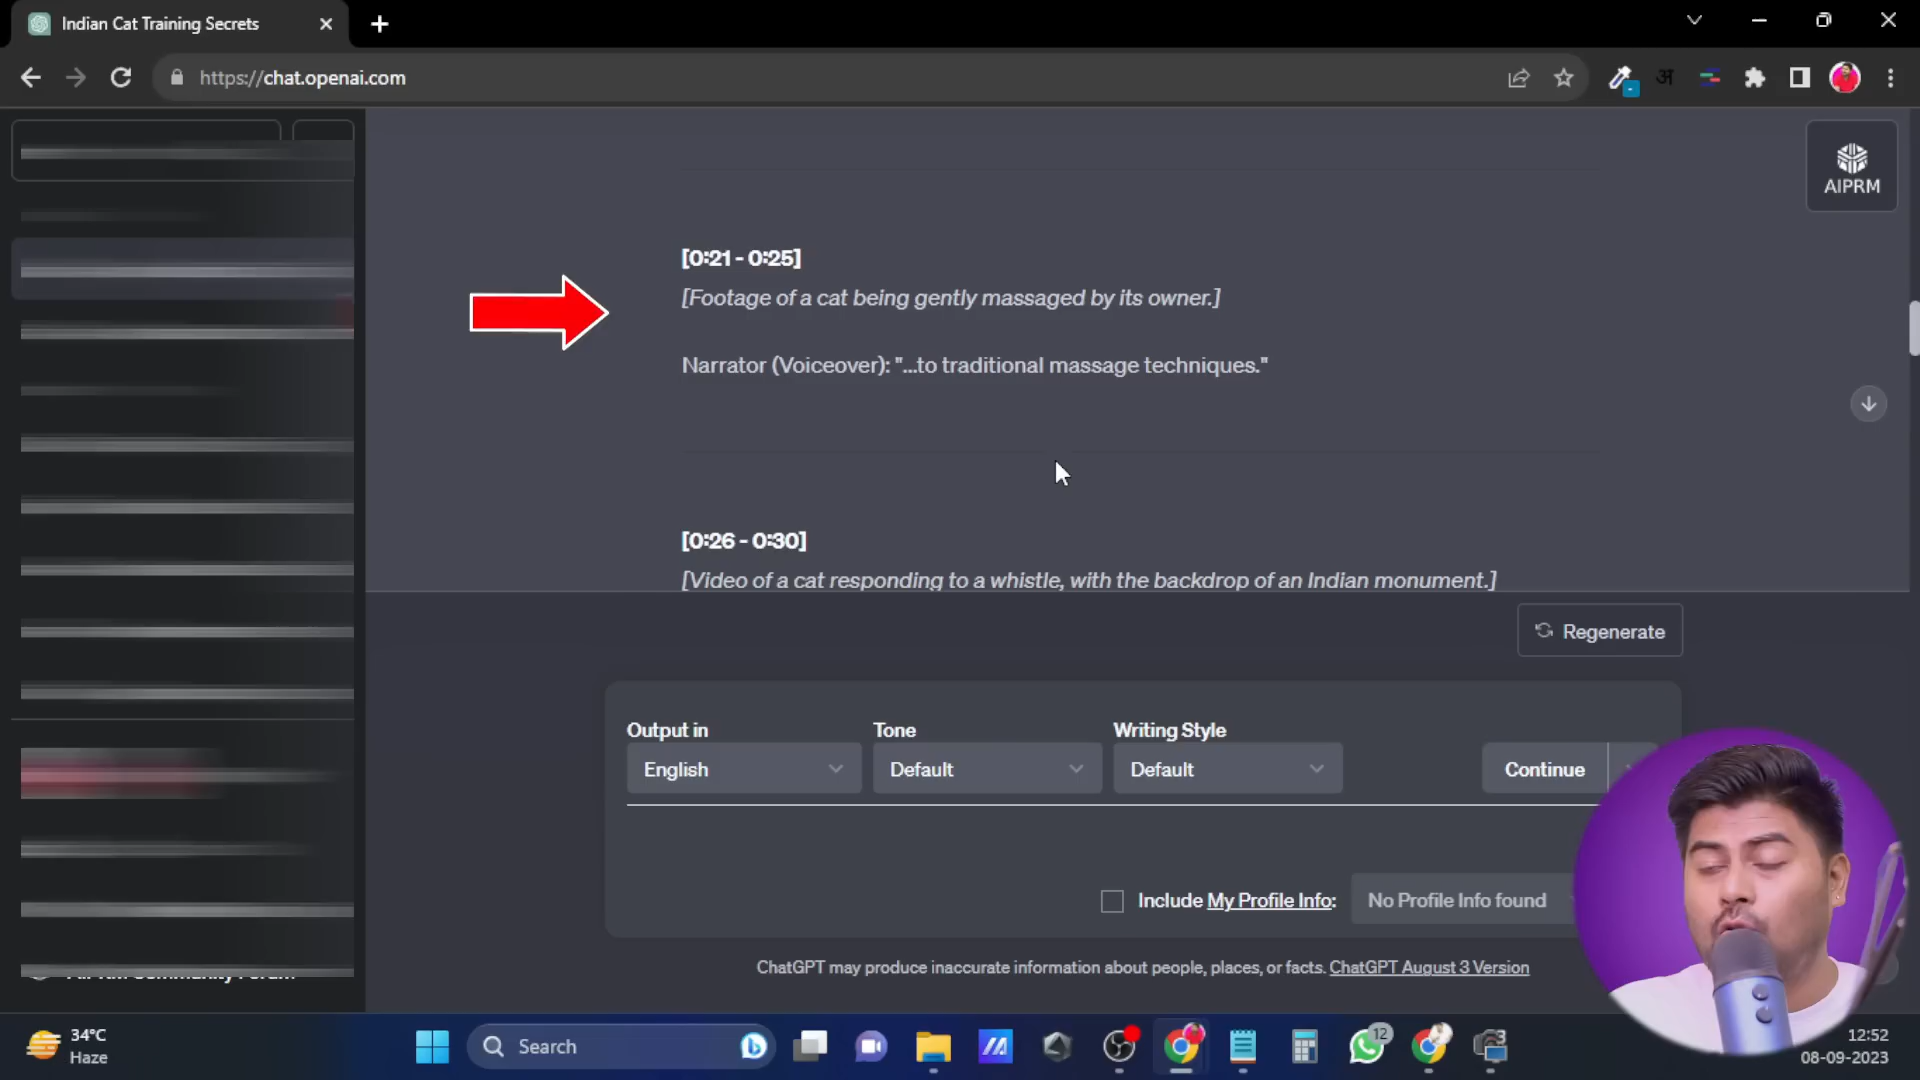 Indian Cat Training Secrets
https://chat.openai.com
अ
AIPRM
[0:21 - 0:25]
[Footage of a cat being gently massaged by its owner.]
Narrator (Voiceover): "...to traditional massage techniques."
[0:26 - 0:30]
[Video of a cat responding to a whistle, with the backdrop of an Indian monument.]
Regenerate
Output in
Tone
Writing Style
English
Default
Default
Continue
Include My Profile Info:
No Profile Info found
ChatGPT may produce inaccurate information about people, places, or facts. ChatGPT August 3 Version
34°C
Haze
Search
12
3
12:52
08-09-2023